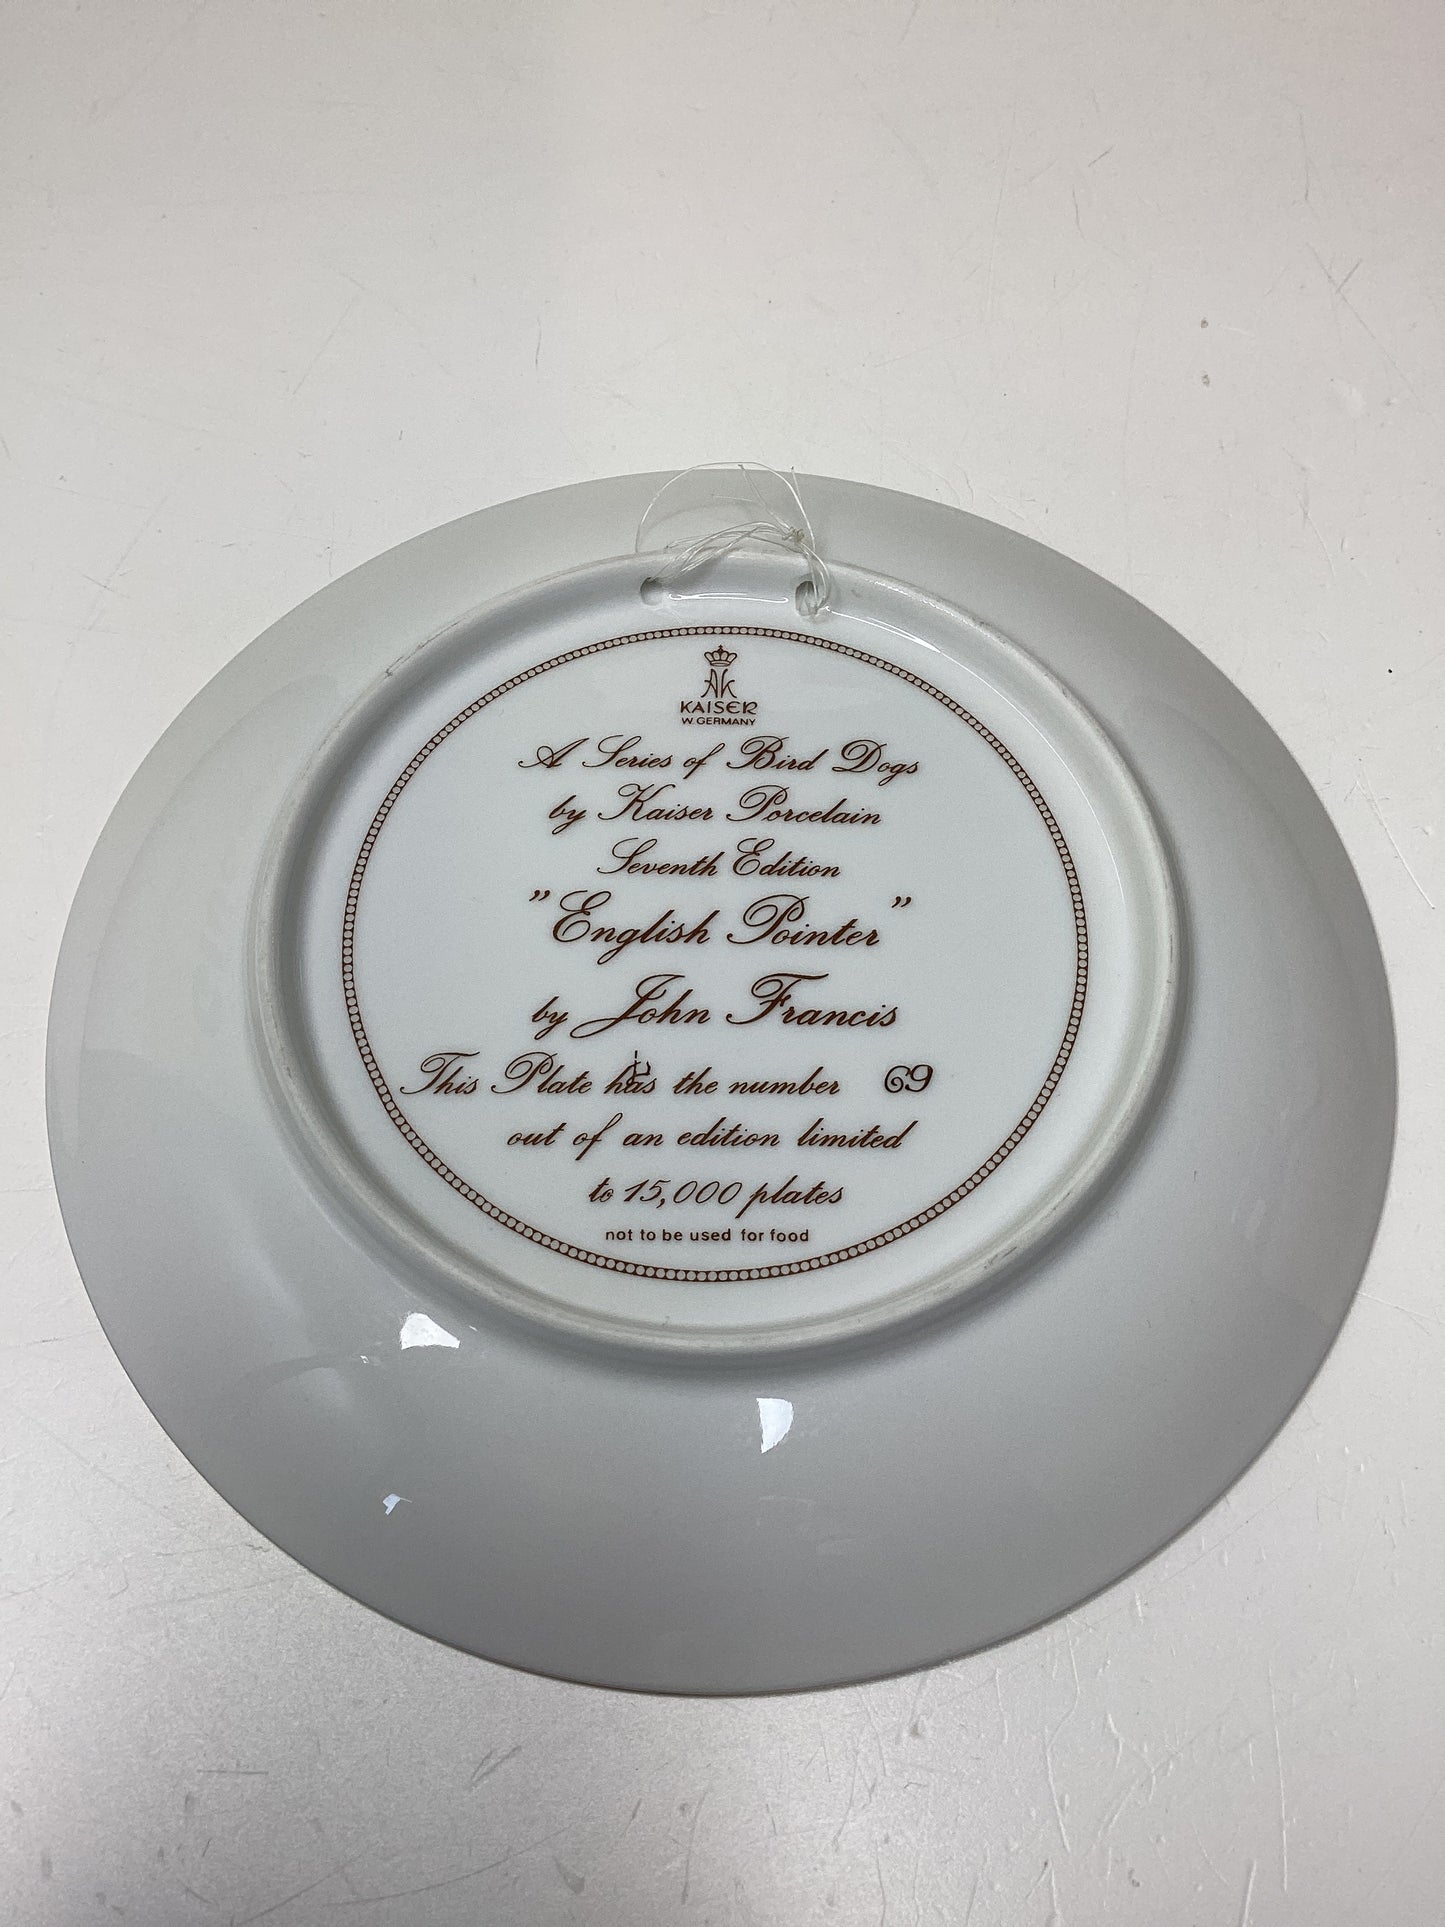 AK
KAISER
W. GERMANY
A Series of Bird Dogs
by Kaiser Porcelain
Seventh Edition
"English Pointer"
by John Francis
This Plate has the number 69
out of an edition limited
to 15,000 plates
not to be used for food